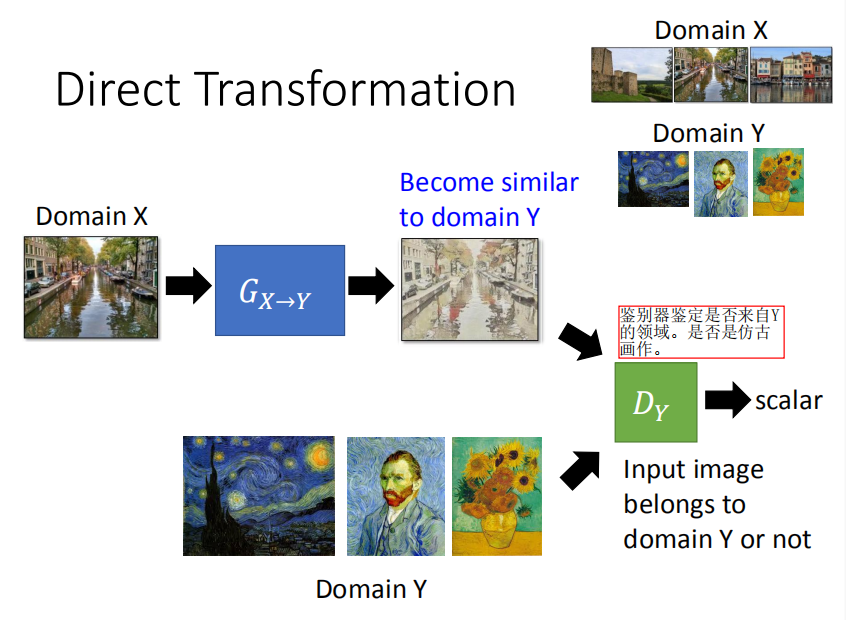 Direct Transformation
Domain X
Domain Y
Domain X
Become similar
to domain Y
G_{X→Y}
鉴别器鉴定是否来自Y
的领域。是否是仿古
画作。
D_Y
scalar
Input image
belongs to
domain Y or not
Domain Y